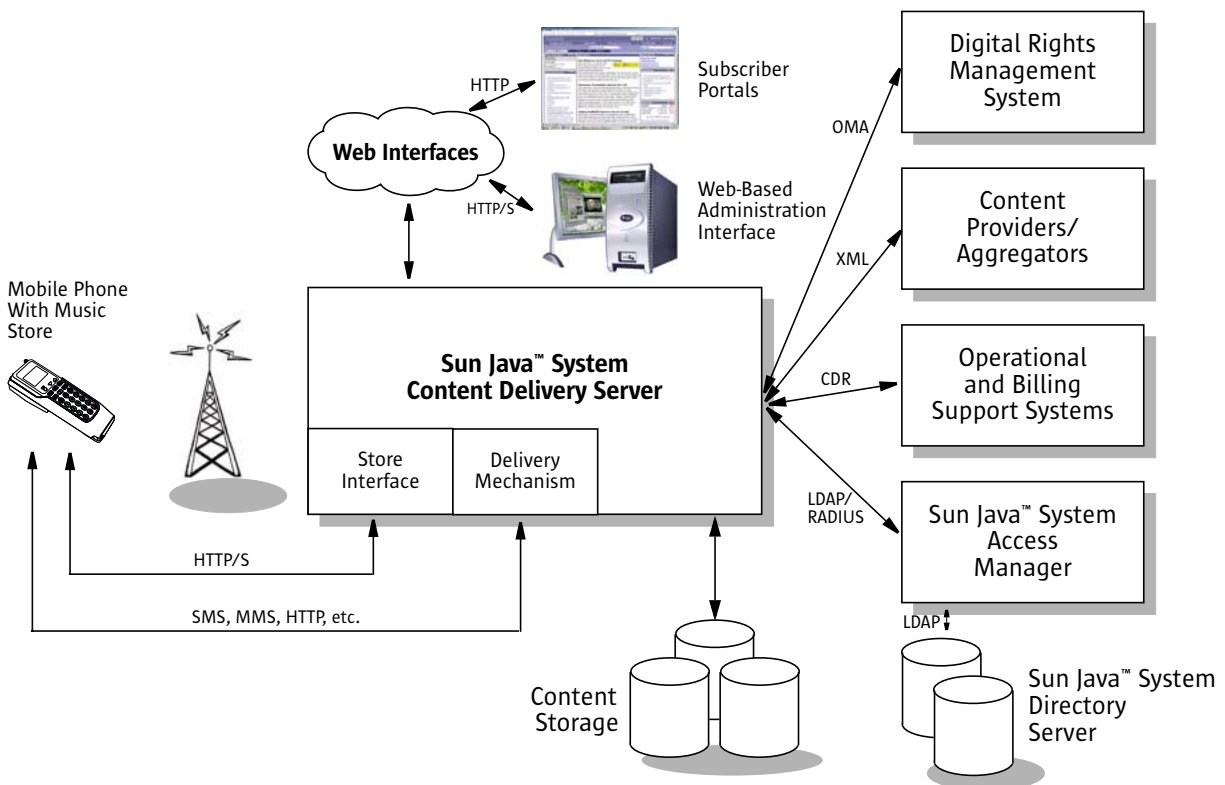 Digital Rights
Management
System
HTTP
Subscriber
Portals
OMA
Web Interfaces
HTTP/S
Web-Based
Administration
Interface
XML
Content
Providers/
Aggregators
Mobile Phone
With Music
Store
Sun Java™ System
Content Delivery Server
CDR
Operational
and Billing
Support Systems
Store
Interface
Delivery
Mechanism
LDAP/
RADIUS
Sun Java™ System
Access
Manager
HTTP/S
SMS, MMS, HTTP, etc.
LDAP
Content
Storage
Sun Java™ System
Directory
Server